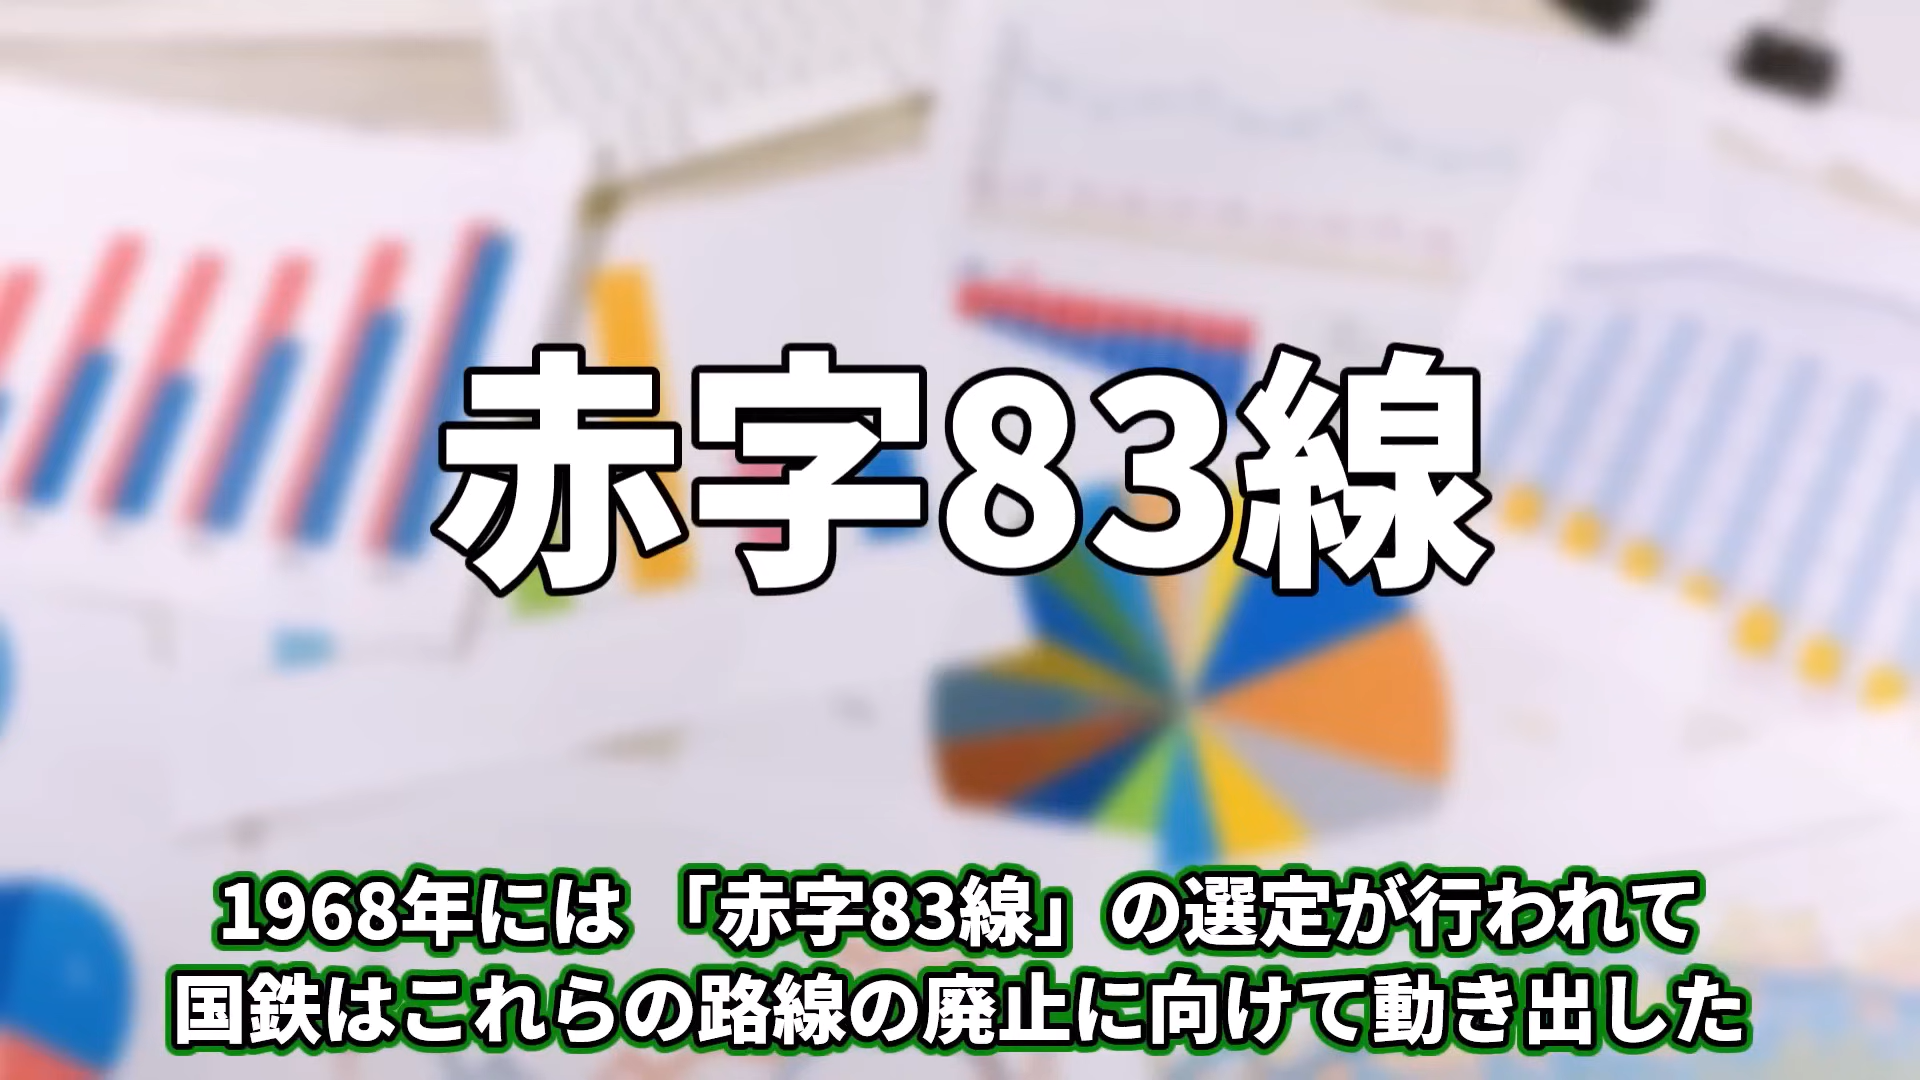 赤字83線
1968年には「赤字83線」の選定が行われて
国鉄はこれらの路線の廃止に向けて動き出した